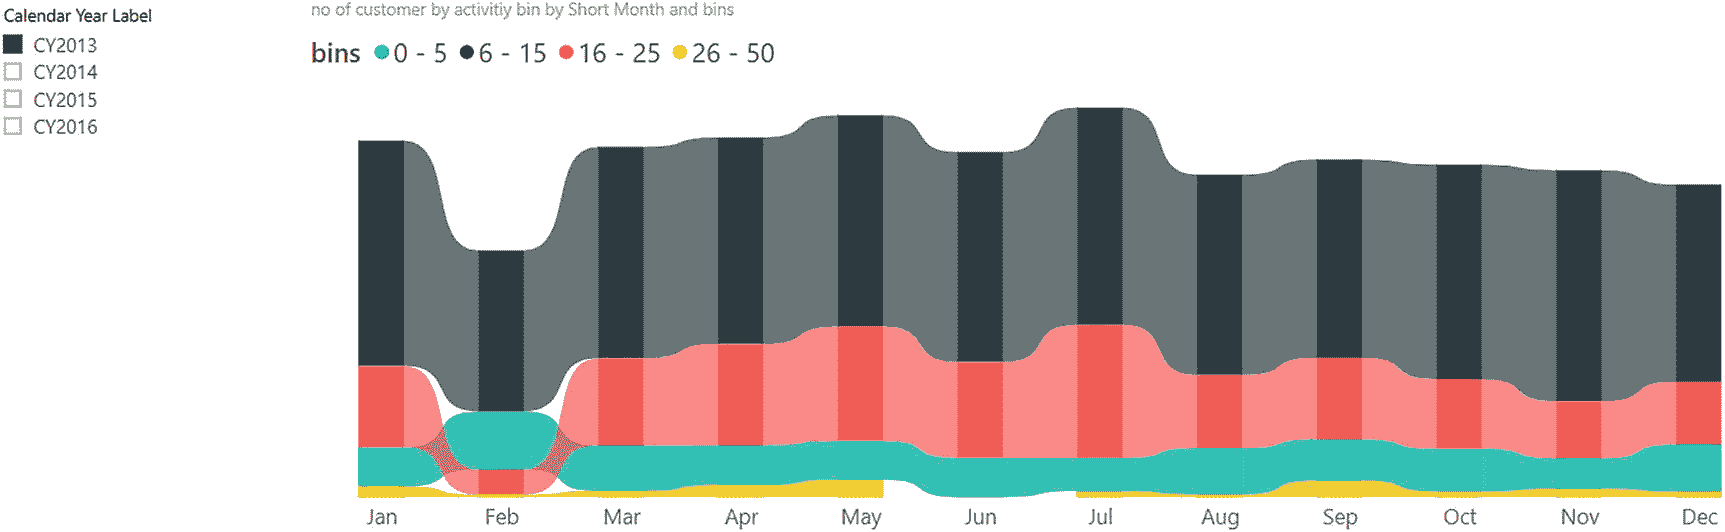 Calendar Year Label
CY2013
CY2014
CY2015
CY2016
no of customer by activitiy bin by Short Month and bins
bins 0 - 5 6 - 15 16 - 25 26 - 50
Jan Feb Mar Apr May Jun Jul Aug Sep Oct Nov Dec